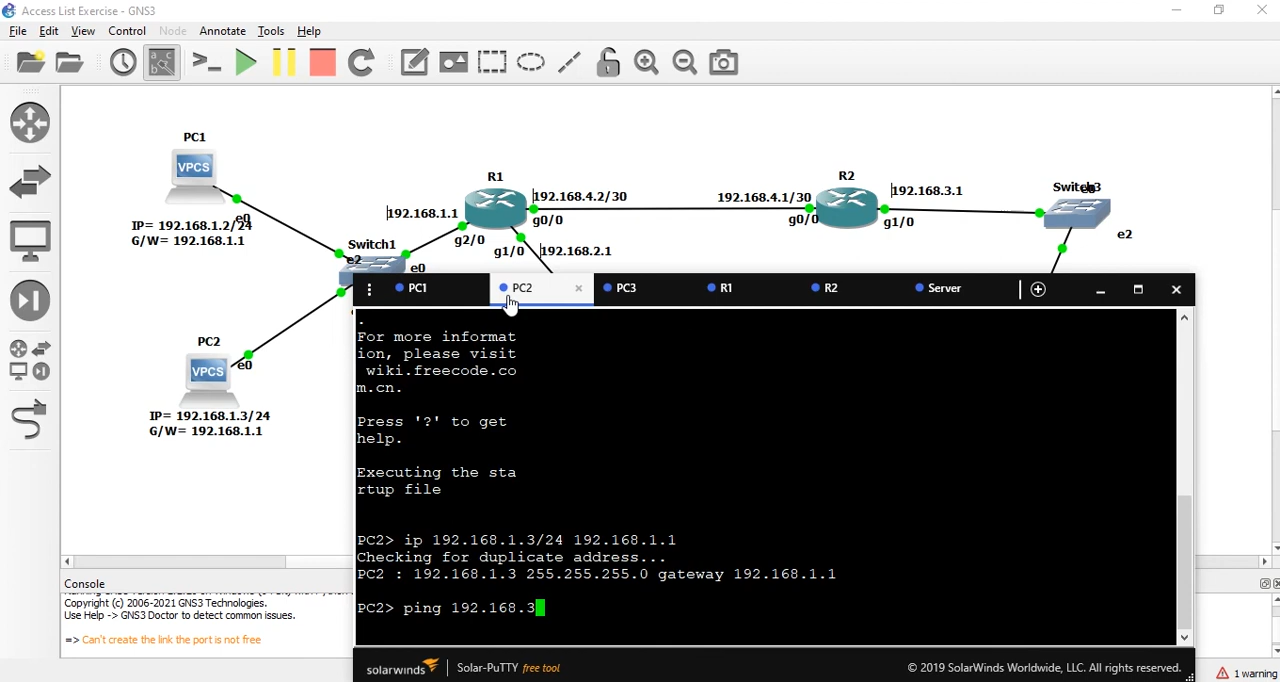 Access List Exercise - GNS3
File Edit View Control Node Annotate Tools Help
PC1
VPCS
IP= 192.168.1.2/24
G/W= 192.168.1.1
e0
Switch1
e2
e0
192.168.1.1
R1
192.168.4.2/30
g0/0
g2/0
g1/0
192.168.2.1
R2
192.168.4.1/30
g0/0
192.168.3.1
g1/0
Switch3
e2
PC2
VPCS
e0
IP= 192.168.1.3/24
G/W= 192.168.1.1
PC1 PC2 PC3 R1 R2 Server
.
For more informat
ion, please visit
wiki.freecode.co
m.cn.
Press '?' to get
help.
Executing the sta
rtup file
PC2> ip 192.168.1.3/24 192.168.1.1
Checking for duplicate address...
PC2 : 192.168.1.3 255.255.255.0 gateway 192.168.1.1
PC2> ping 192.168.3
solarwinds Solar-PuTTY free tool
© 2019 SolarWinds Worldwide, LLC. All rights reserved.
Console
Copyright (c) 2006-2021 GNS3 Technologies.
Use Help -> GNS3 Doctor to detect common issues.
=> Can't create the link the port is not free
1 warning